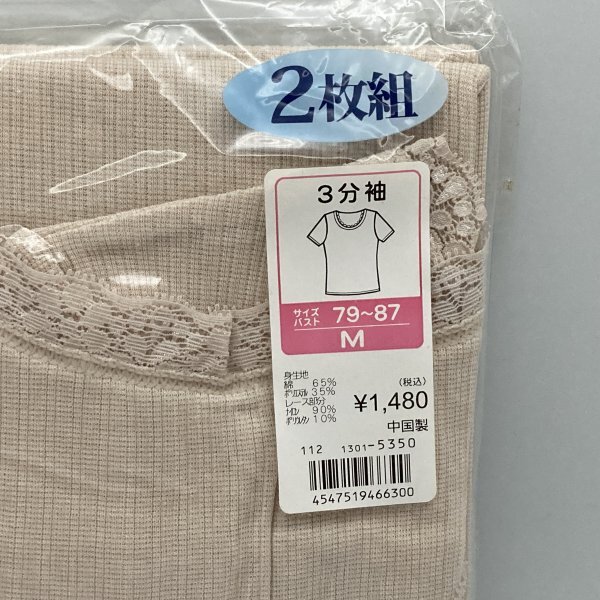 2枚組
3分袖
サイズ
バスト
79~87
M
身生地
綿 65%
ポリエステル 35%
レース部分
ナイロン 90%
ポリウレタン 10%
(税込)
¥1,480
中国製
112 1301-5350
4547519466300